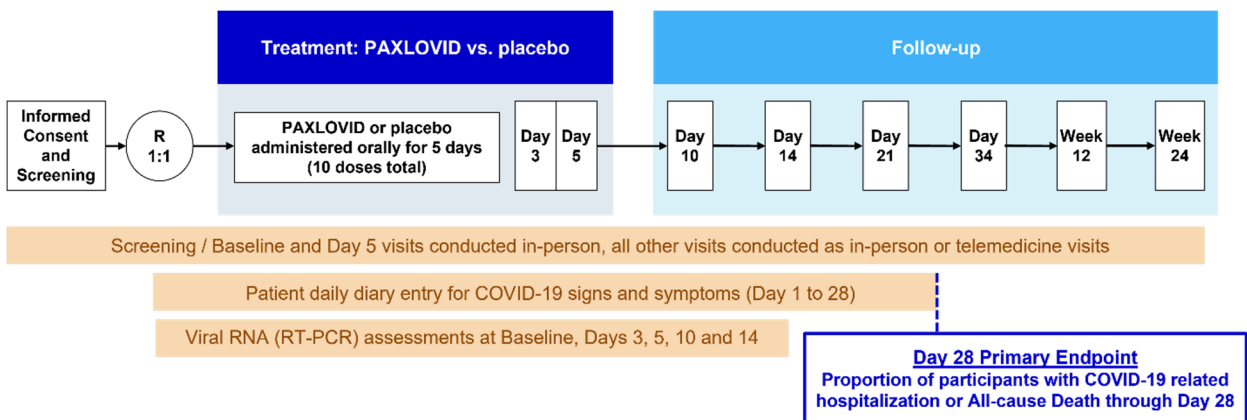 Treatment: PAXLOVID vs. placebo
Follow-up
Informed
Consent
and
Screening
R
1:1
PAXLOVID or placebo
administered orally for 5 days
(10 doses total)
Day
3
Day
5
Day
10
Day
14
Day
21
Day
34
Week
12
Week
24
Screening / Baseline and Day 5 visits conducted in-person, all other visits conducted as in-person or telemedicine visits
Patient daily diary entry for COVID-19 signs and symptoms (Day 1 to 28)
Viral RNA (RT-PCR) assessments at Baseline, Days 3, 5, 10 and 14
Day 28 Primary Endpoint
Proportion of participants with COVID-19 related
hospitalization or All-cause Death through Day 28